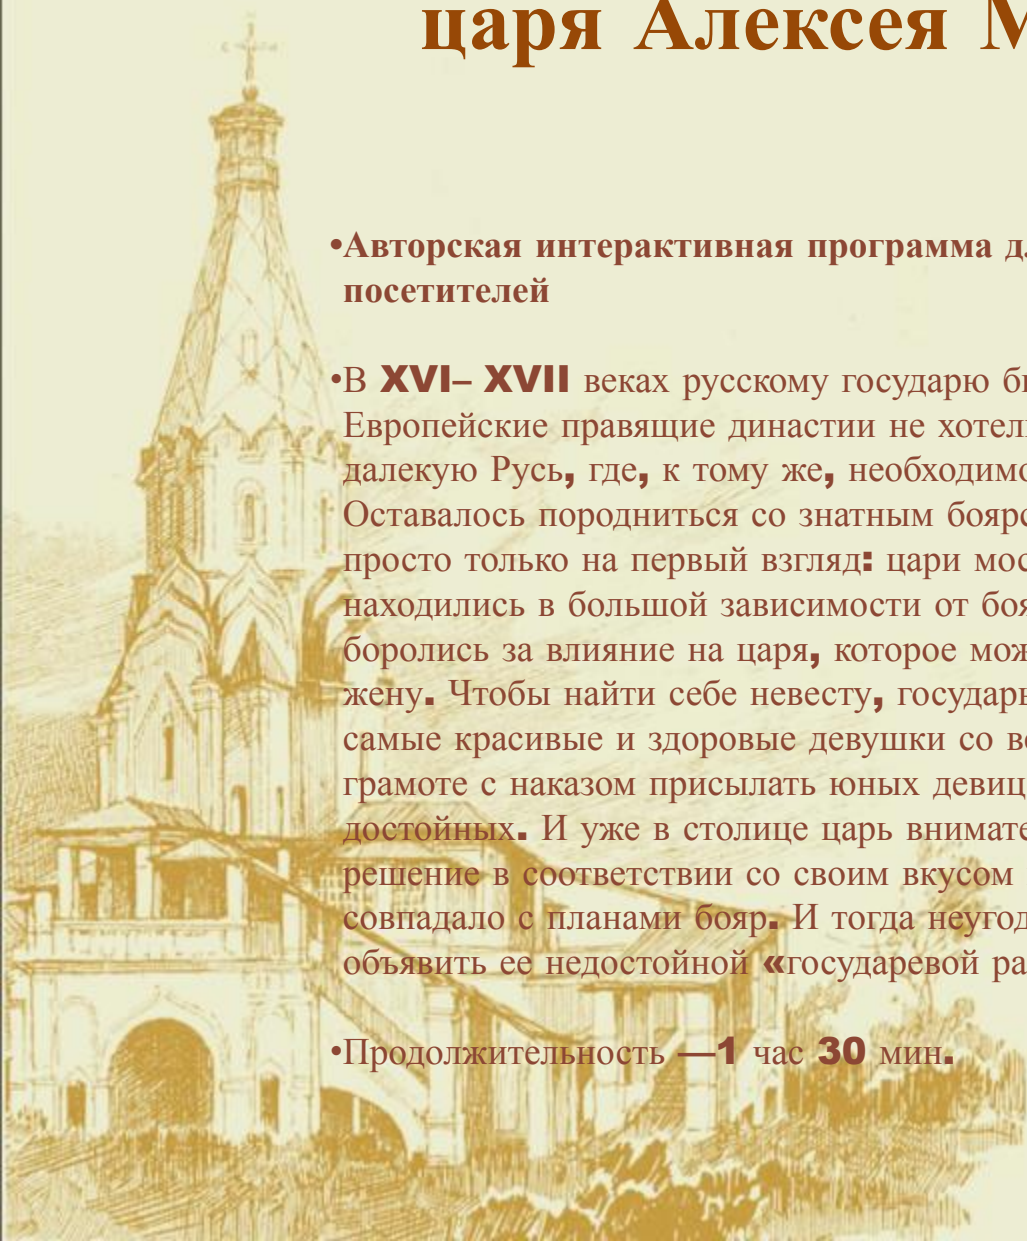 царя Алексея М
•Авторская интерактивная программа
посетителей
•В XVI– XVII веках русскому государю
Европейские правящие династии не
далекую Русь, где, к тому же,
Оставалось породниться со знатным
просто только на первый взгляд: цари
находились в большой зависимости от
боролись за влияние на царя, которое
жену. Чтобы найти себе невесту,
самые красивые и здоровые девушки со
грамоте с наказом присылать юных девиц
достойных. И уже в столице царь
решение в соответствии со своим вкусом
совпадало с планами бояр. И тогда
объявить ее недостойной «государевой
•Продолжительность —1 час 30 мин.